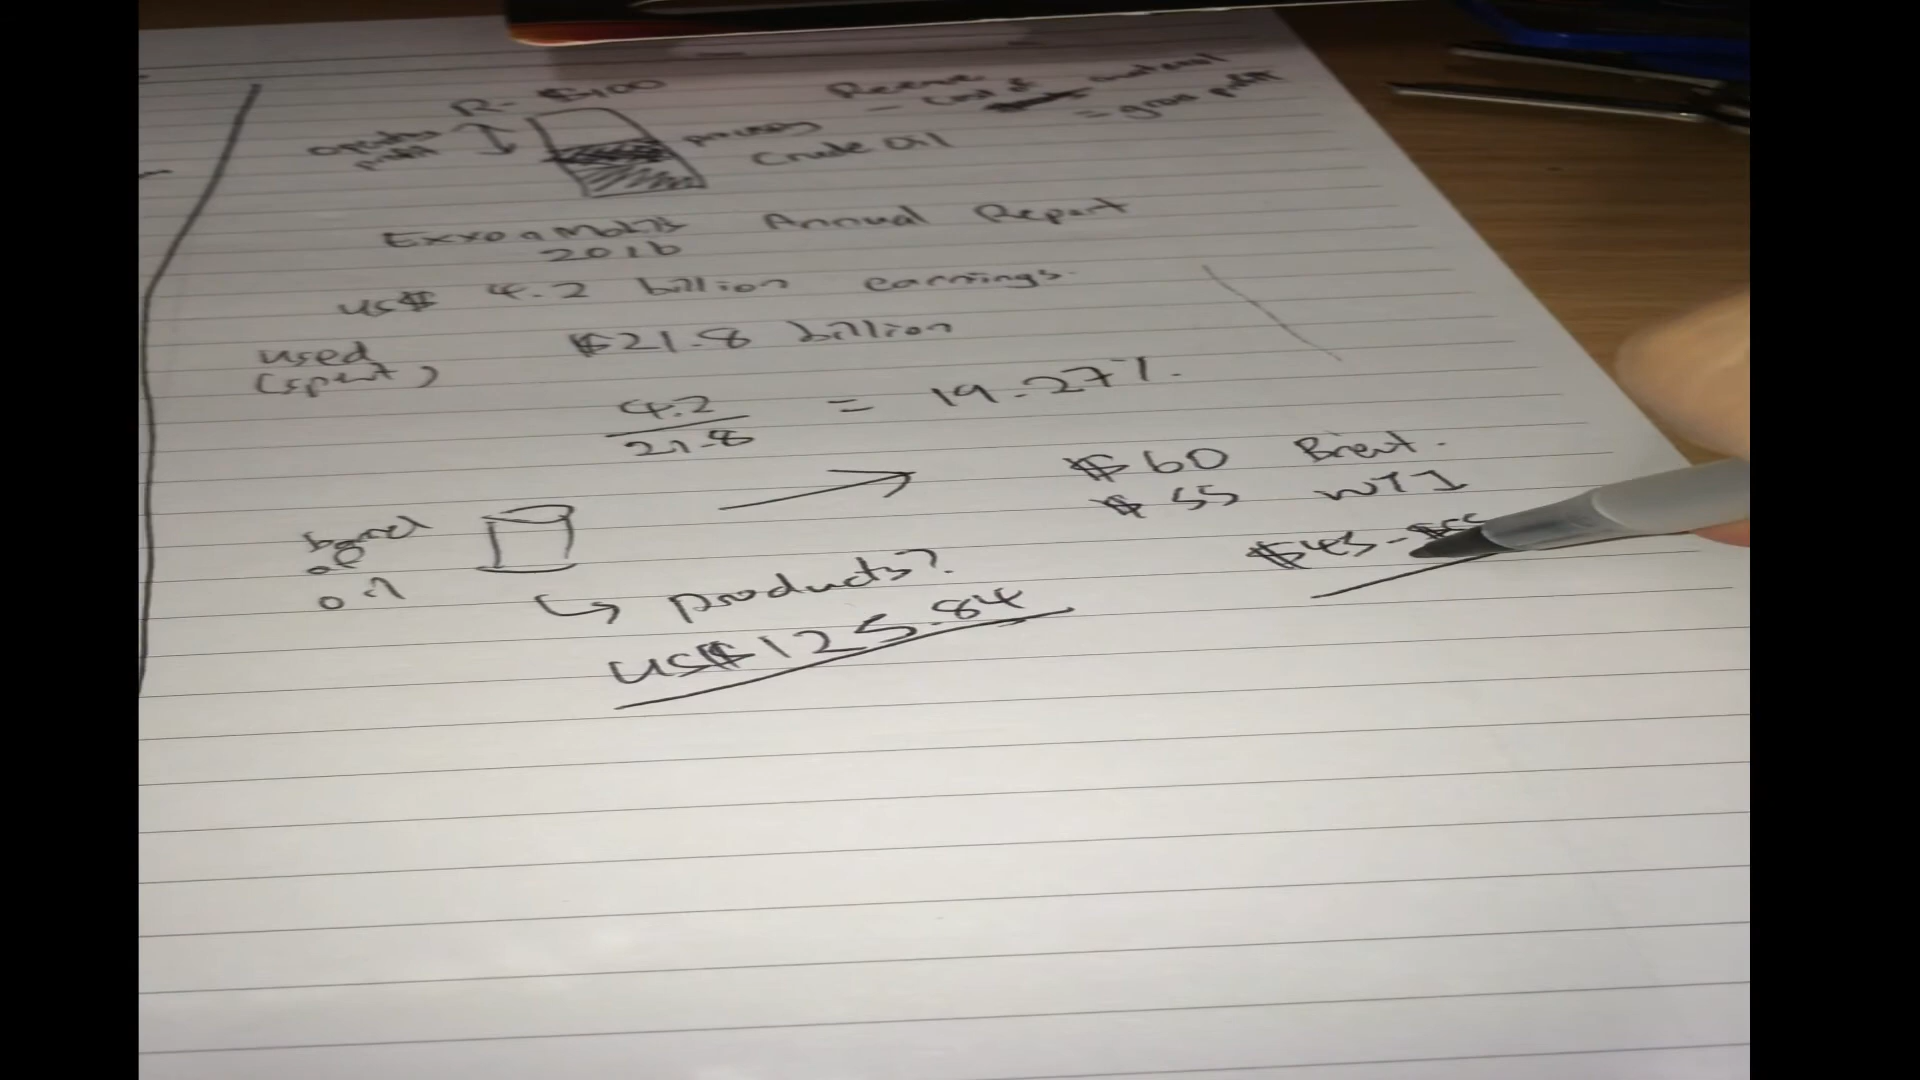 R- $100
Revenue
- Cost of material
= gross profit
operating
profit
process
Crude Oil
ExxonMobil's Annual Report
2016
US$ 4.2 billion earnings.
used $21.8 billion
(spent)
4.2 = 19.27%.
21.8
$60 Brent.
$55 WTI
barrel
of
oil
$45-
products?
US$125.84